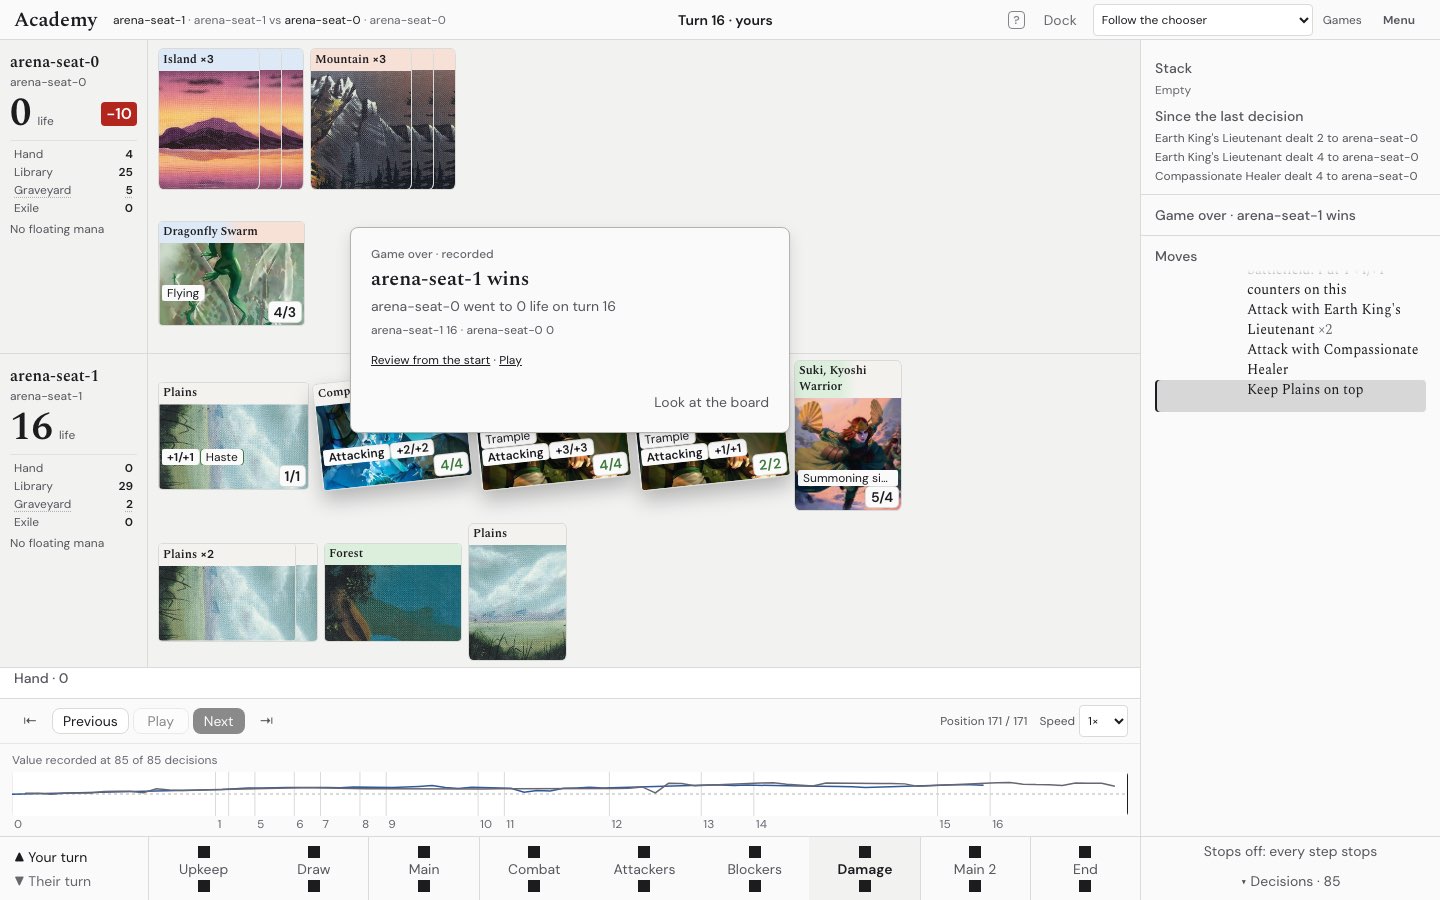 Academy
arena-seat-1 · arena-seat-1 vs arena-seat-0 · arena-seat-0
Turn 16 · yours
?
Dock
Follow the chooser
Games
Menu
arena-seat-0
arena-seat-0
0 life
-10
Hand 4
Library 25
Graveyard 5
Exile 0
No floating mana
Island ×3
Mountain ×3
Dragonfly Swarm
Flying
4/3
arena-seat-1
arena-seat-1
16 life
Hand 0
Library 29
Graveyard 2
Exile 0
No floating mana
Plains
+1/+1 Haste
1/1
Comp
Attacking +2/+2
4/4
Trample
Attacking +3/+3
4/4
Trample
Attacking +1/+1
2/2
Suki, Kyoshi
Warrior
Summoning si...
5/4
Plains ×2
Forest
Plains
Game over · recorded
arena-seat-1 wins
arena-seat-0 went to 0 life on turn 16
arena-seat-1 16 · arena-seat-0 0
Review from the start · Play
Look at the board
Stack
Empty
Since the last decision
Earth King's Lieutenant dealt 2 to arena-seat-0
Earth King's Lieutenant dealt 4 to arena-seat-0
Compassionate Healer dealt 4 to arena-seat-0
Game over · arena-seat-1 wins
Moves
counters on this
Attack with Earth King's
Lieutenant ×2
Attack with Compassionate
Healer
Keep Plains on top
Hand · 0
⇤ Previous Play Next ⇥
Position 171 / 171 Speed 1×
Value recorded at 85 of 85 decisions
0 1 5 6 7 8 9 10 11 12 13 14 15 16
▲ Your turn
▼ Their turn
Upkeep
Draw
Main
Combat
Attackers
Blockers
Damage
Main 2
End
Stops off: every step stops
▾ Decisions · 85